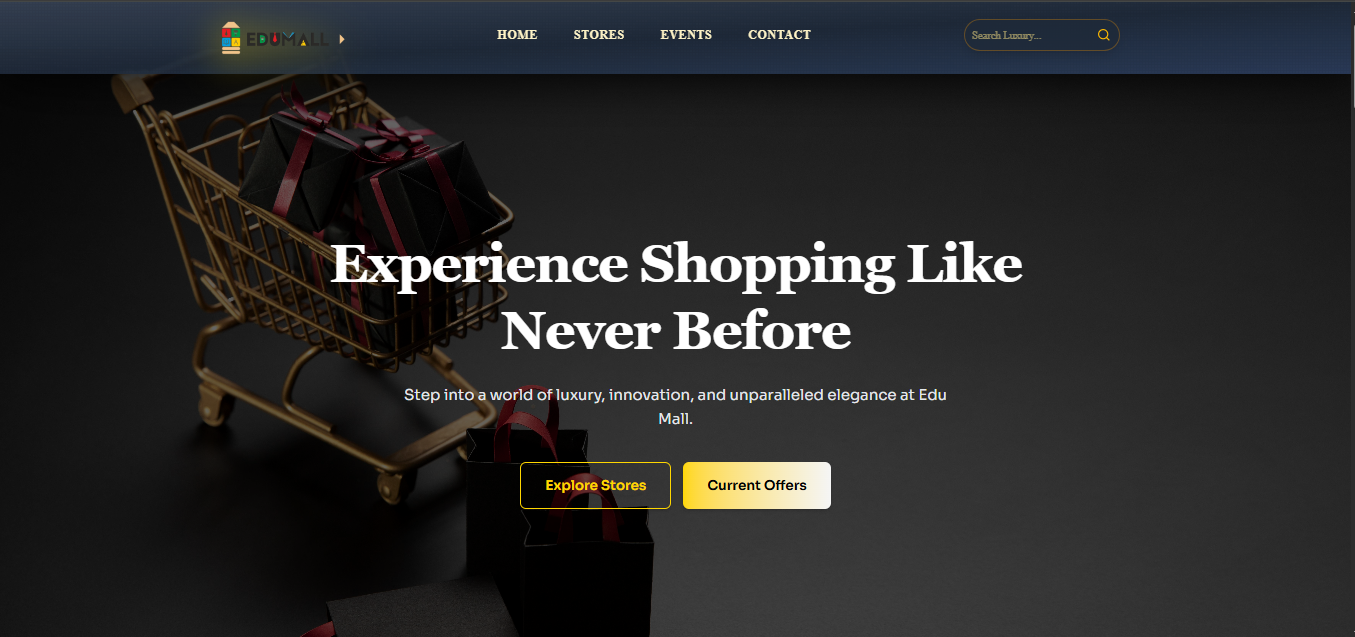 EDUMALL
HOME STORES EVENTS CONTACT
Search Luxury...
Experience Shopping Like
Never Before
Step into a world of luxury, innovation, and unparalleled elegance at Edu
Mall.
Explore Stores Current Offers